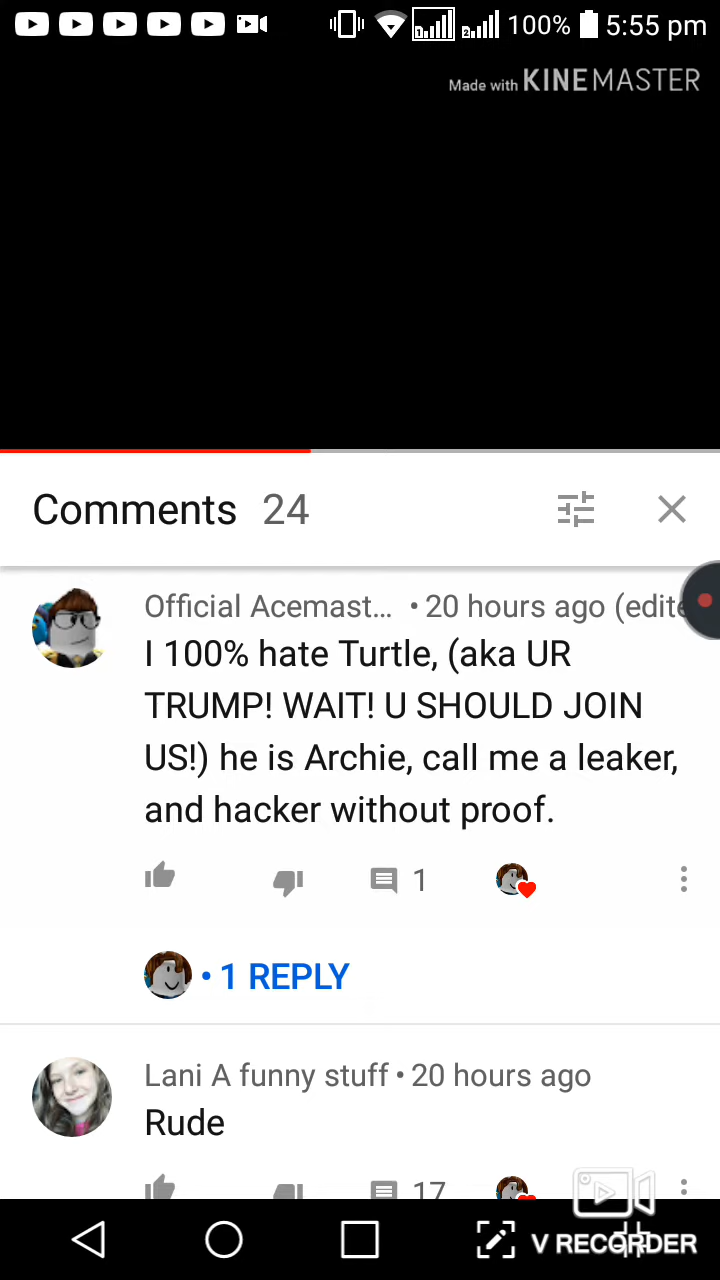 100% 5:55 pm
Made with KINEMASTER
Comments 24
Official Acemast... • 20 hours ago (edite
I 100% hate Turtle, (aka UR
TRUMP! WAIT! U SHOULD JOIN
US!) he is Archie, call me a leaker,
and hacker without proof.
1
• 1 REPLY
Lani A funny stuff • 20 hours ago
Rude
17
V RECORDER